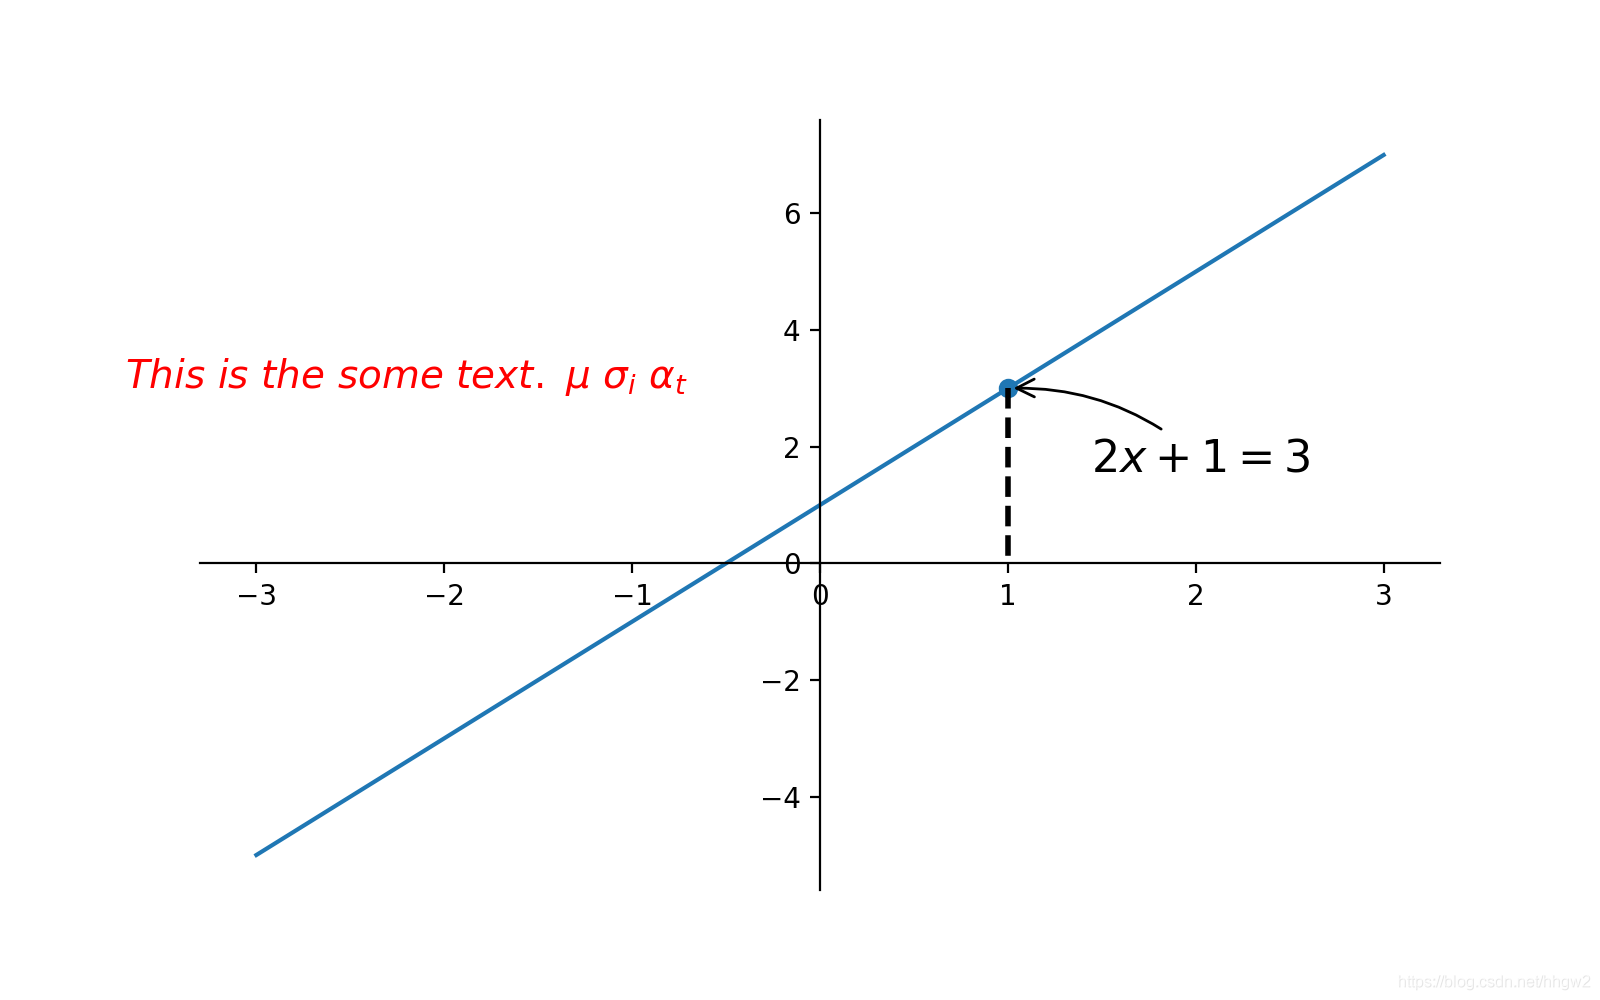 6
4
This is the some text. μ σᵢ αₜ
2
2x + 1 = 3
0
−3 −2 −1 0 1 2 3
−2
−4
https://blog.csdn.net/hhgw2